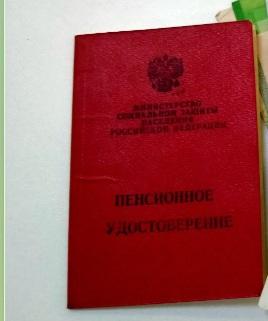 МИНИСТЕРСТВО
СОЦИАЛЬНОЙ ЗАЩИТЫ
НАСЕЛЕНИЯ
РОССИЙСКОЙ ФЕДЕРАЦИИ
ПЕНСИОННОЕ
УДОСТОВЕРЕНИЕ